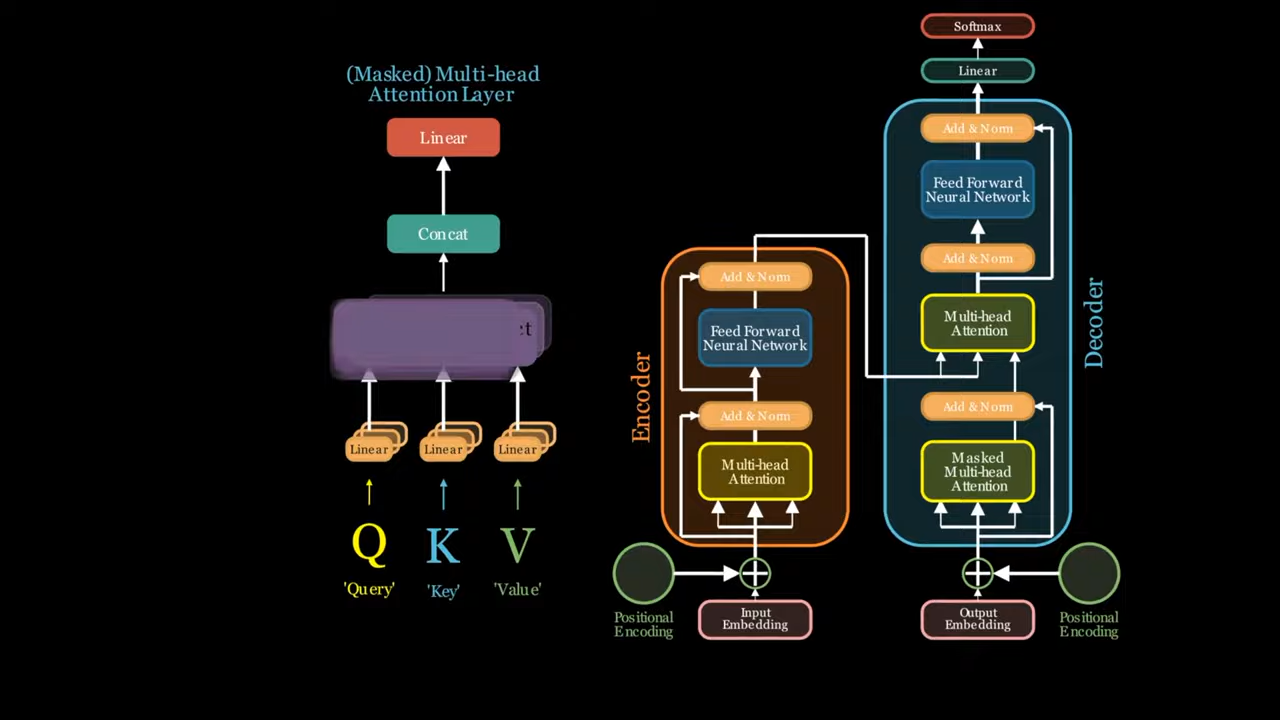 (Masked) Multi-head
Attention Layer
Linear
Concat
Linear
Linear
Linear
Q
K
V
'Query'
'Key'
'Value'
Encoder
Add & Norm
Feed Forward
Neural Network
Add & Norm
Multi-head
Attention
Positional
Encoding
Input
Embedding
Softmax
Linear
Add & Norm
Feed Forward
Neural Network
Add & Norm
Multi-head
Attention
Add & Norm
Masked
Multi-head
Attention
Decoder
Output
Embedding
Positional
Encoding